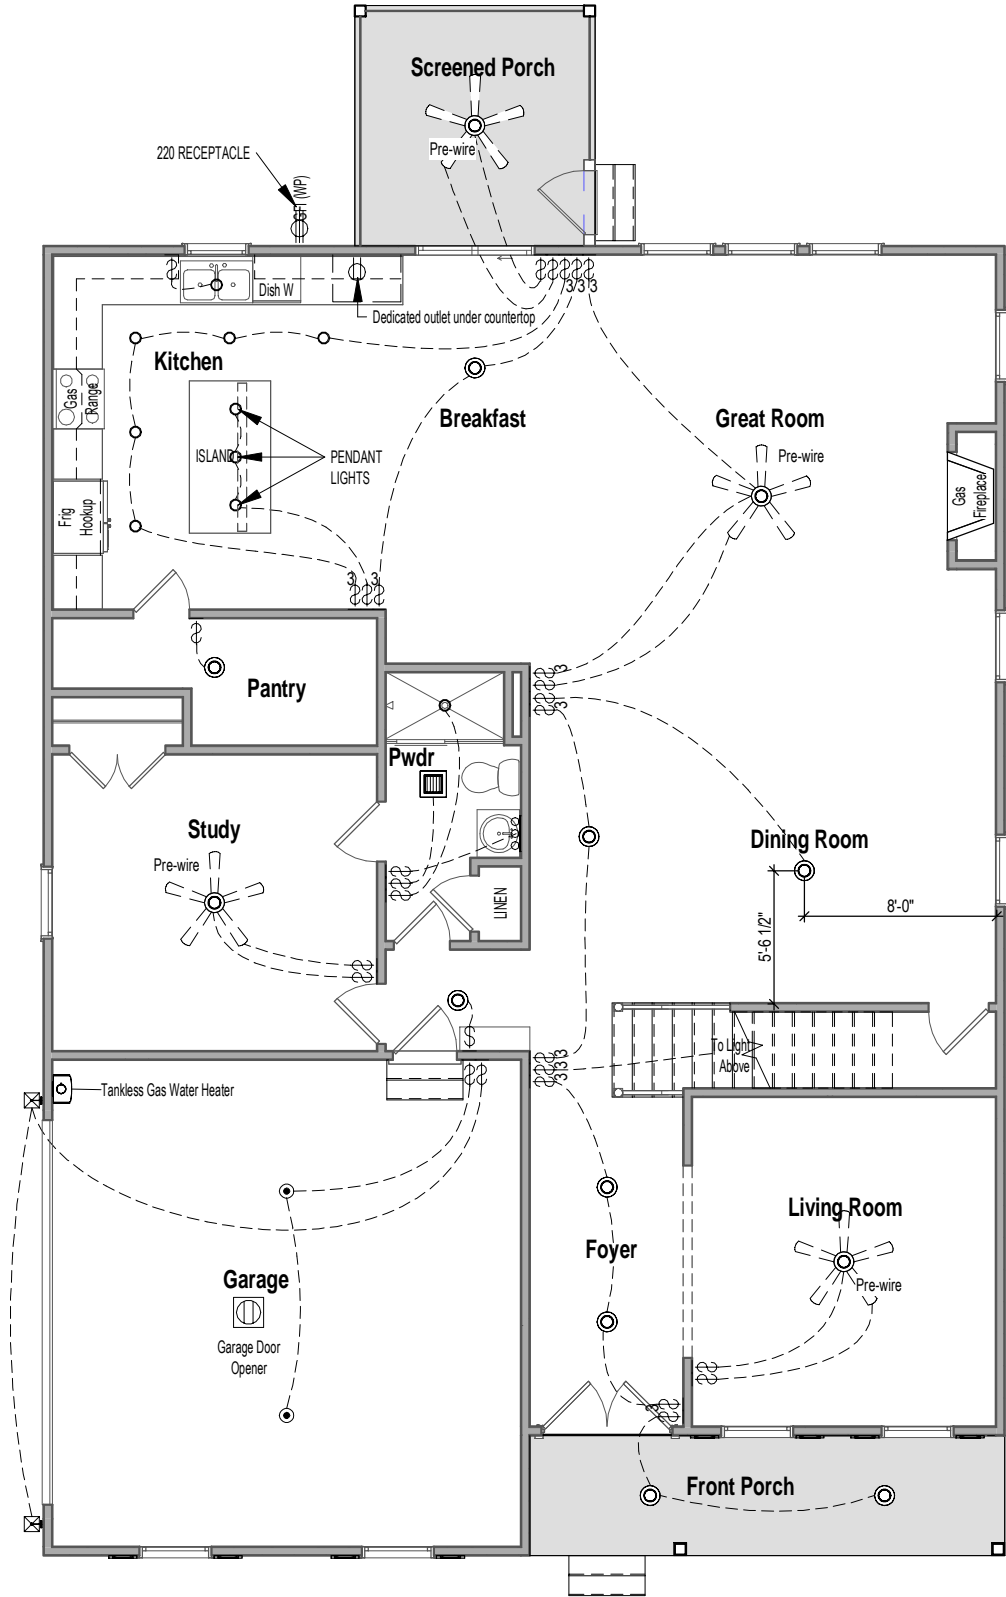 Screened Porch
Pre-wire
220 RECEPTACLE
GFI (WP)
Dish W
3 3 3
Dedicated outlet under countertop
Kitchen
Gas
Range
Breakfast
Great Room
Pre-wire
ISLAND
PENDANT
LIGHTS
Frig
Hookup
Gas
Fireplace
3
3
Pantry
3
3
Pwdr
Study
Pre-wire
Dining Room
LINEN
8'-0"
5'-6 1/2"
To Light
Above
3
3
3
Tankless Gas Water Heater
Living Room
Pre-wire
Foyer
Garage
Garage Door
Opener
3
Front Porch